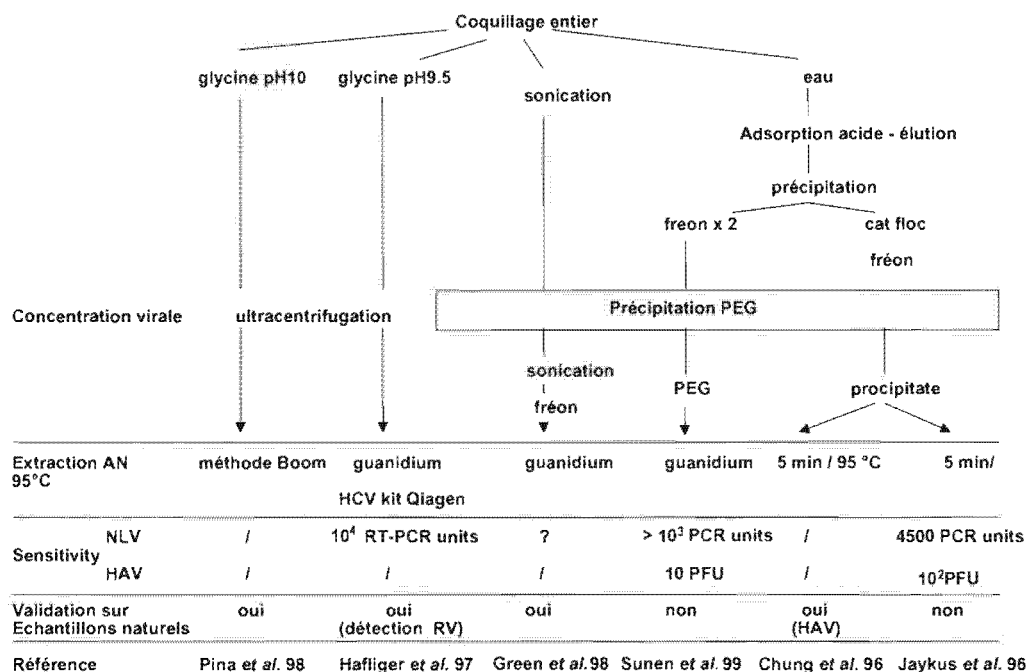 Coquillage entier
glycine pH10 glycine pH9.5 sonication eau
Adsorption acide - élution
précipitation
freon x 2 cat floc
fréon
Concentration virale ultracentrifugation Précipitation PEG
sonication PEG procipitate
fréon
Extraction AN méthode Boom guanidium guanidium guanidium 5 min / 95 °C 5 min/
95°C
HCV kit Qiagen
NLV / 10⁴ RT-PCR units ? > 10³ PCR units / 4500 PCR units
Sensitivity
HAV / / / 10 PFU / 10²PFU
Validation sur oui oui oui non oui non
Echantillons naturels (détection RV) (HAV)
Référence Pina et al. 98 Hafliger et al. 97 Green et al.98 Sunen et al. 99 Chung et al. 96 Jaykus et al. 96